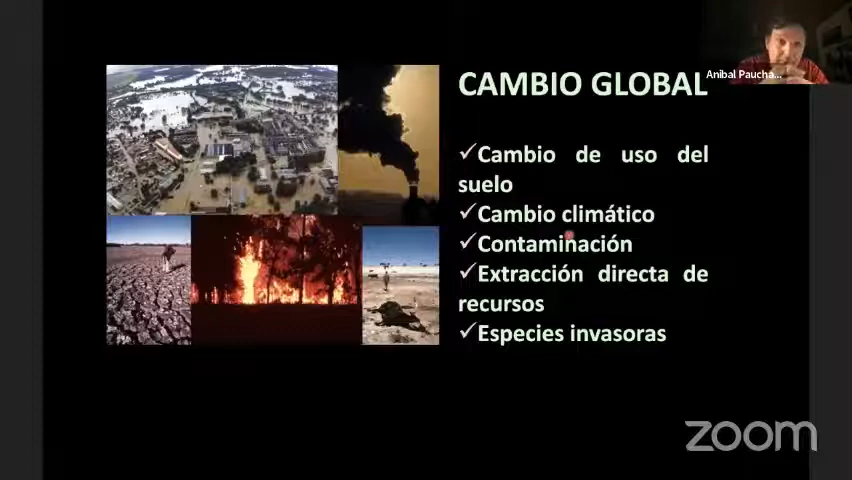 Anibal Paucha...
CAMBIO GLOBAL
✓Cambio de uso del
suelo
✓Cambio climático
✓Contaminación
✓Extracción directa de
recursos
✓Especies invasoras
zoom